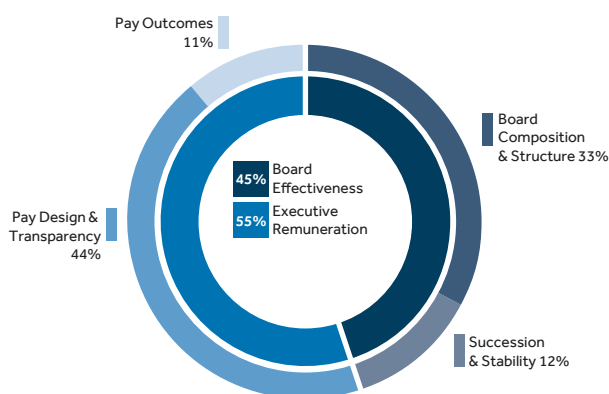 Pay Outcomes
11%
Board
Composition
& Structure 33%
45% Board
Effectiveness
55% Executive
Remuneration
Pay Design &
Transparency
44%
Succession
& Stability 12%